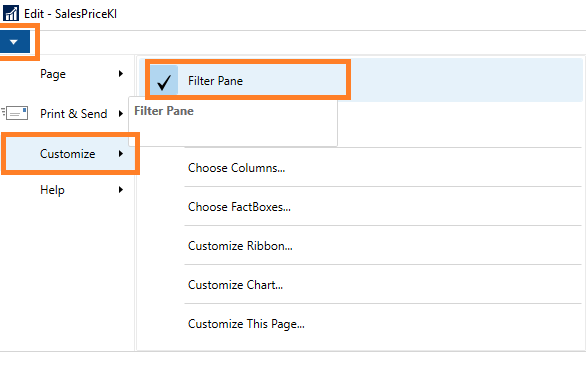 Edit - SalesPriceKI
Page
Filter Pane
Print & Send
Filter Pane
Customize
Choose Columns...
Help
Choose FactBoxes...
Customize Ribbon...
Customize Chart...
Customize This Page...